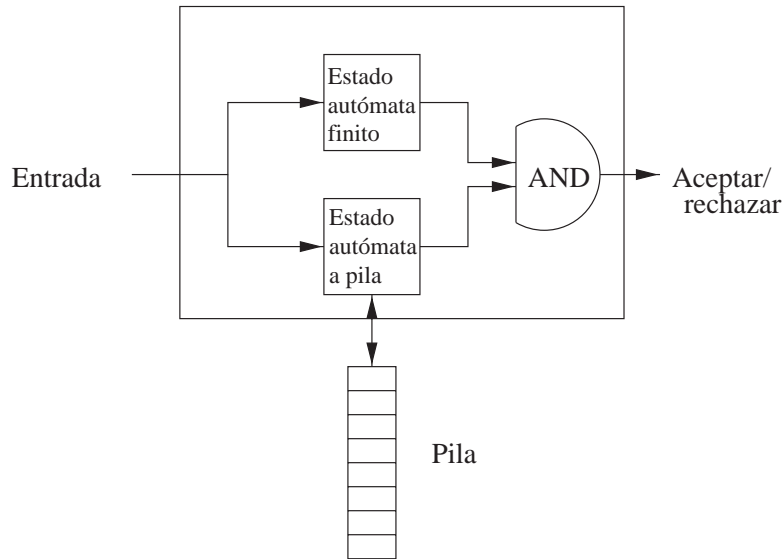 Estado
autómata
finito
Entrada
AND
Aceptar/
rechazar
Estado
autómata
a pila
Pila